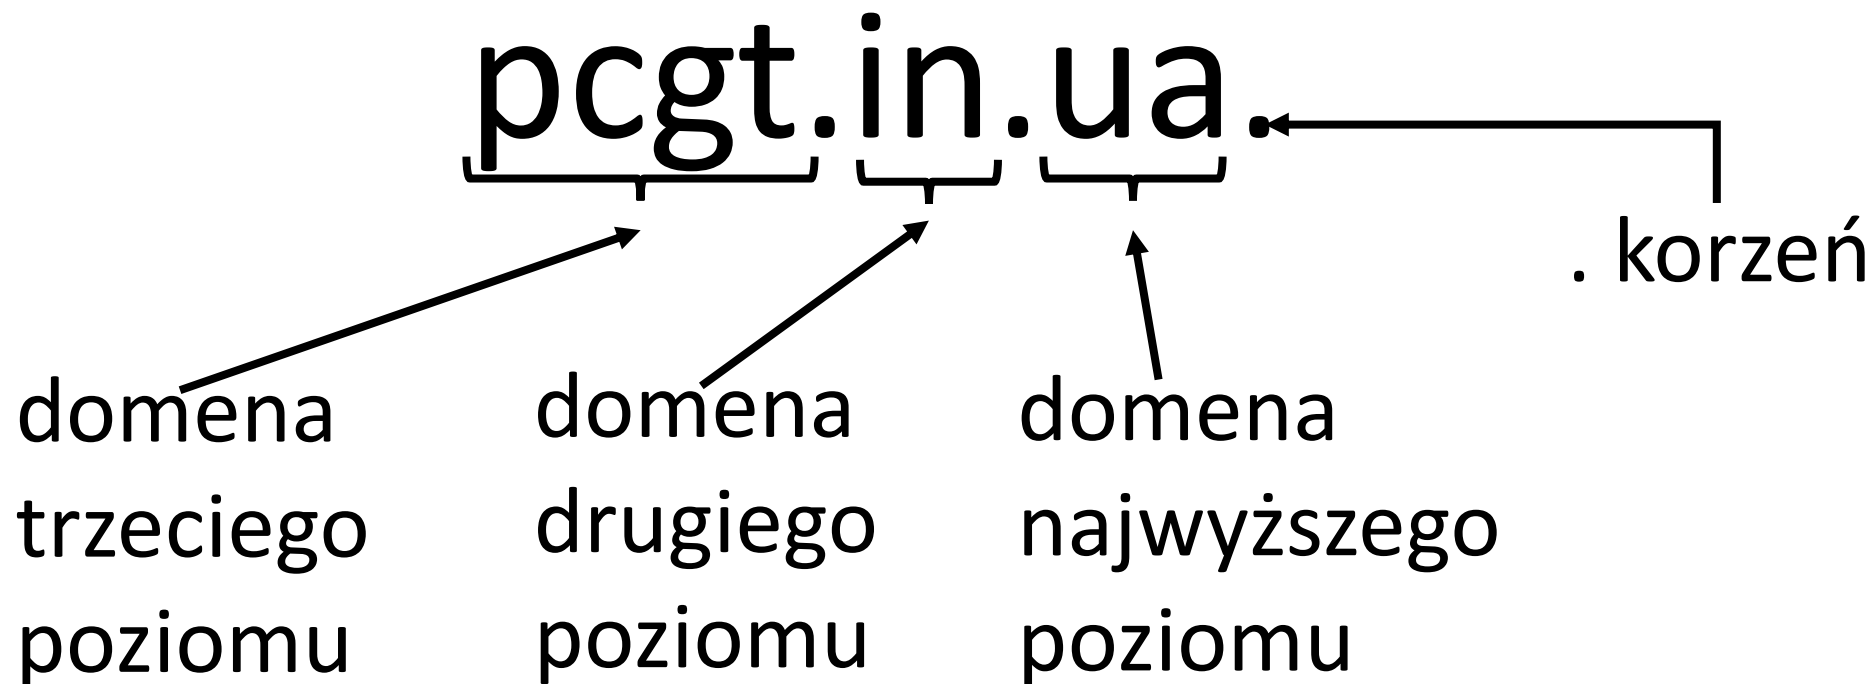 pcgt.in.ua.
. korzeń
domena
trzeciego
poziomu
domena
drugiego
poziomu
domena
najwyższego
poziomu